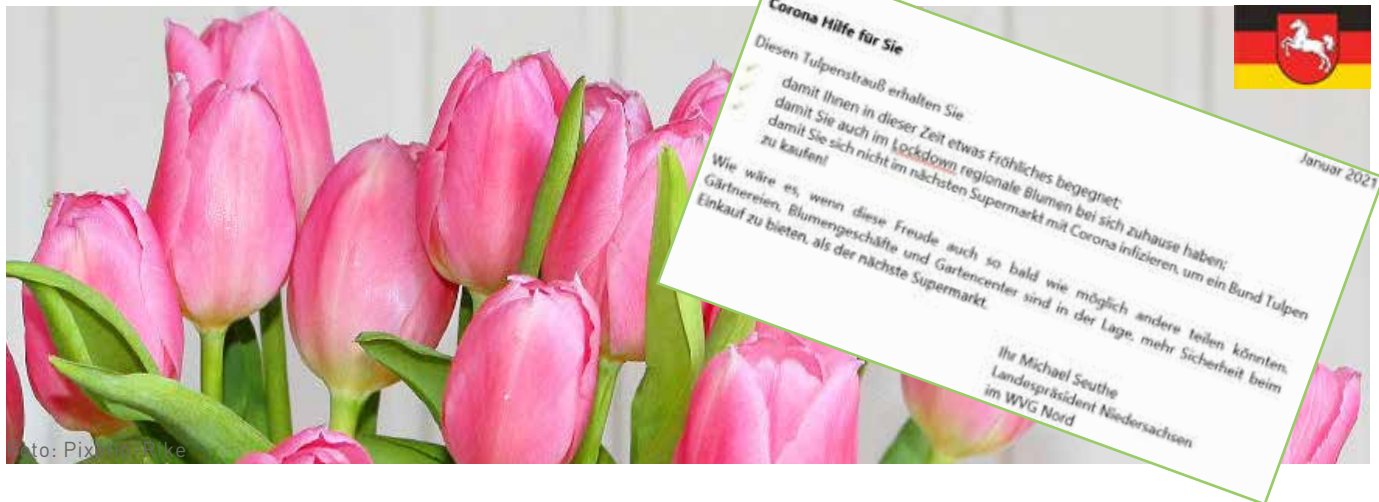 Corona Hilfe für Sie
Januar 2021
Diesen Tulpenstrauß erhalten Sie
damit Ihnen in dieser Zeit etwas Fröhliches begegnet;
damit Sie auch im Lockdown regionale Blumen bei sich zuhause haben;
damit Sie sich nicht im nächsten Supermarkt mit Corona infizieren, um ein Bund Tulpen
zu kaufen!
Wie wäre es, wenn diese Freude auch so bald wie möglich andere teilen könnten.
Gärtnereien, Blumengeschäfte und Gartencenter sind in der Lage, mehr Sicherheit beim
Einkauf zu bieten, als der nächste Supermarkt.
Ihr Michael Seuthe
Landespräsident Niedersachsen
im WVG Nord
Foto: